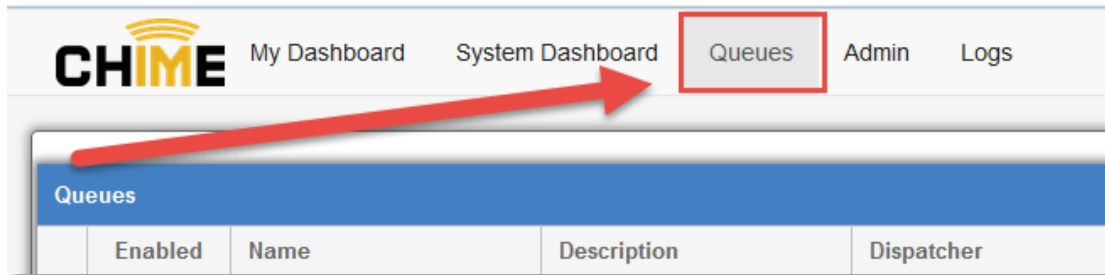 CHIME My Dashboard System Dashboard Queues Admin Logs
Queues
Enabled Name Description Dispatcher